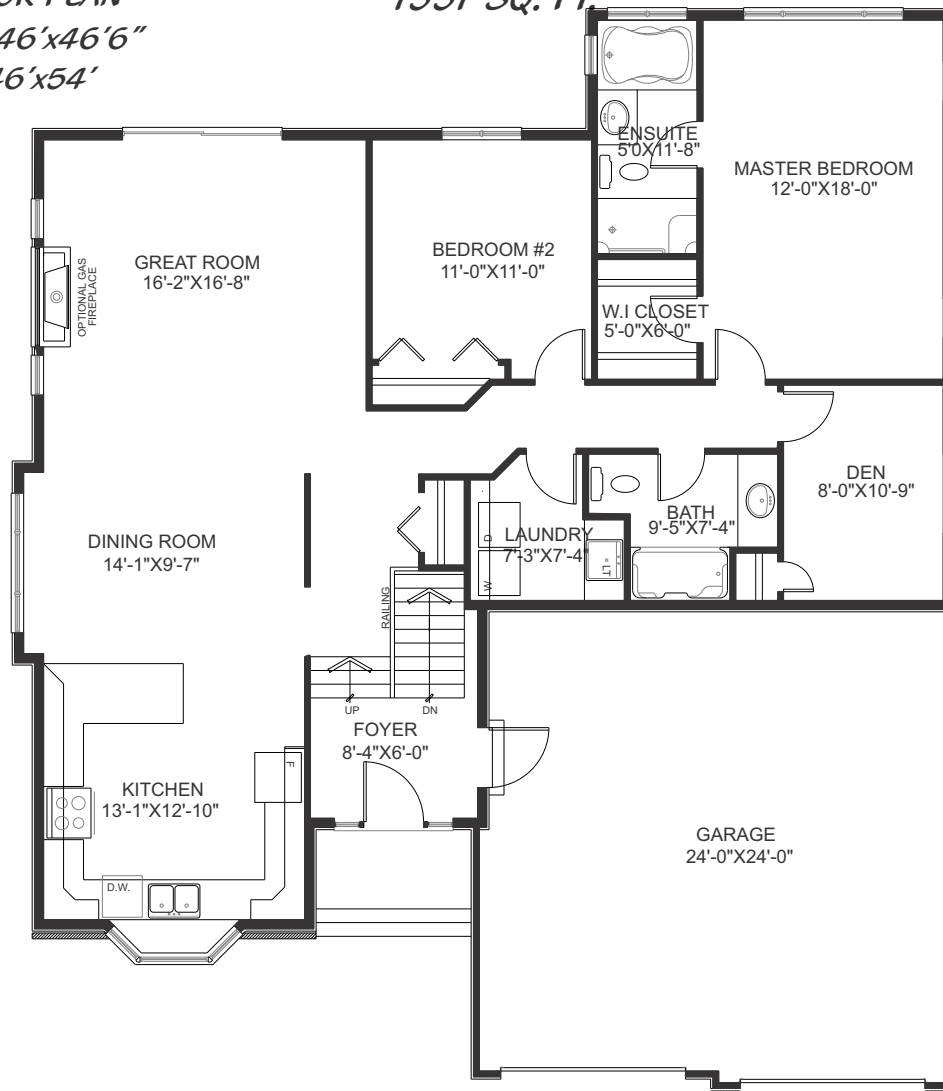 46'x46'6"
SQ. FT.
ENSUITE
5'0X11'-8"
MASTER BEDROOM
12'-0"X18'-0"
GREAT ROOM
16'-2"X16'-8"
BEDROOM #2
11'-0"X11'-0"
OPTIONAL GAS
FIREPLACE
W.I CLOSET
5'-0"X6'-0"
DEN
8'-0"X10'-9"
DINING ROOM
14'-1"X9'-7"
D
LAUNDRY
7'-3"X7'-4"
W
LT
BATH
9'-5"X7'-4"
RAILING
UP
DN
FOYER
8'-4"X6'-0"
F
KITCHEN
13'-1"X12'-10"
D.W.
GARAGE
24'-0"X24'-0"